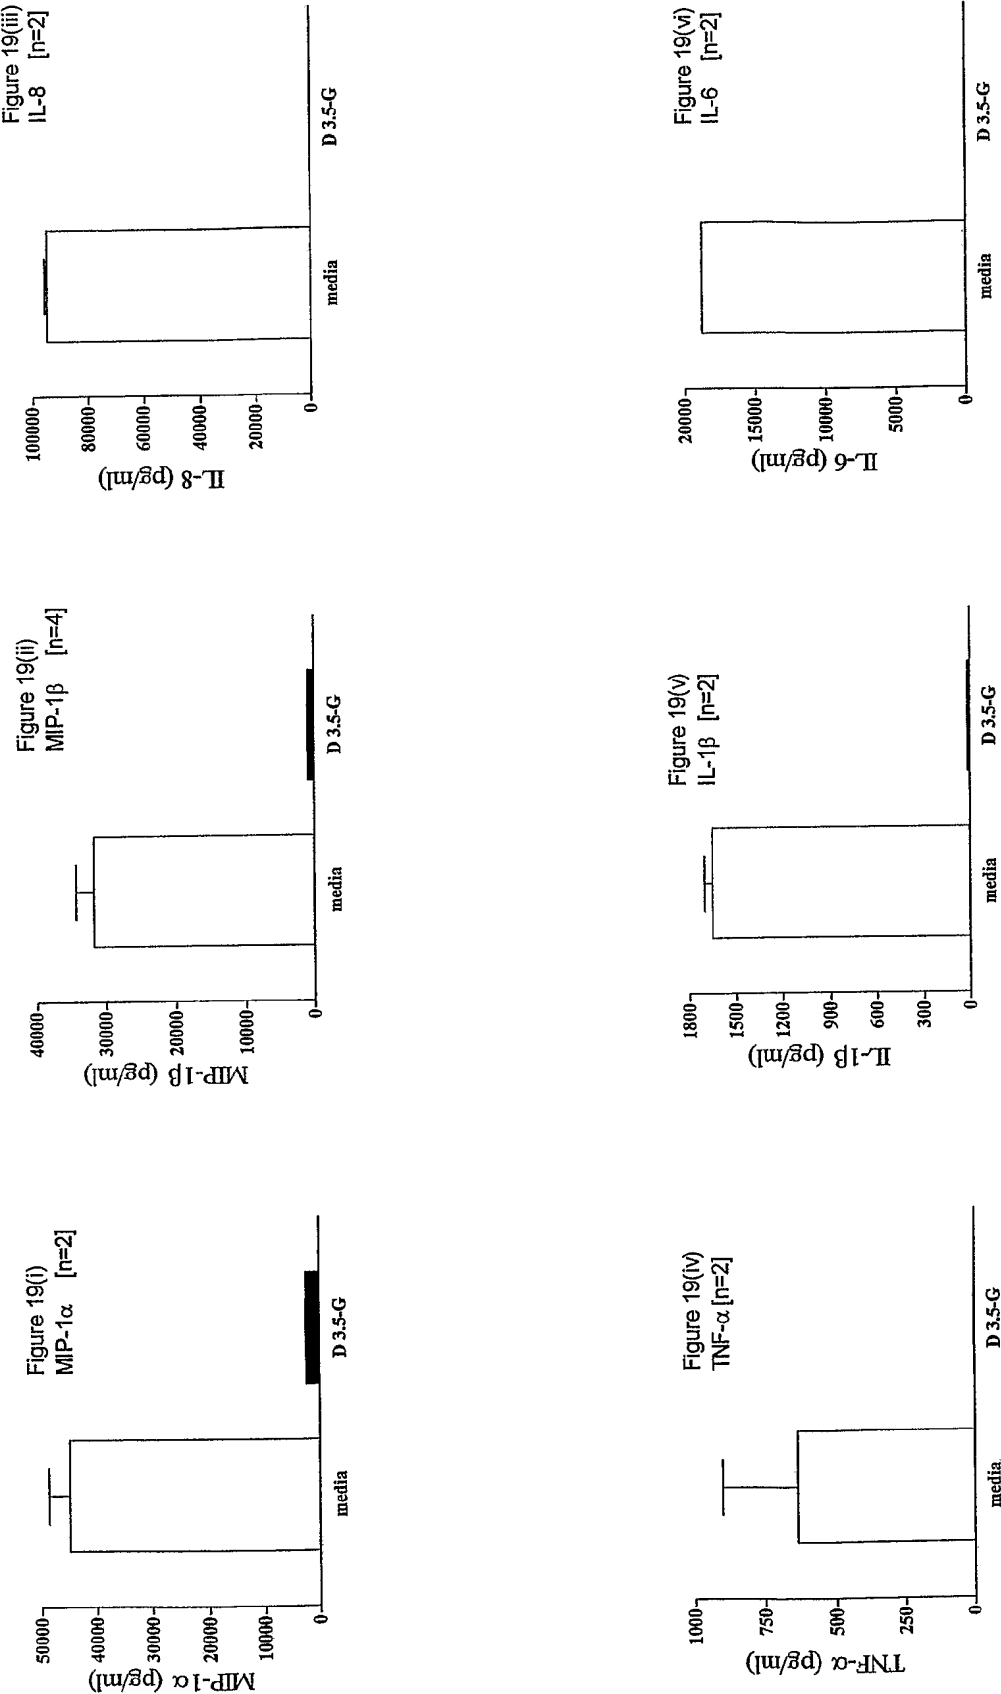 Figure 19(i)
MIP-1α [n=2]
MIP-1α (pg/ml)
50000
40000
30000
20000
10000
0
media
D 3.5-G
Figure 19(ii)
MIP-1β [n=4]
MIP-1β (pg/ml)
40000
30000
20000
10000
0
media
D 3.5-G
Figure 19(iii)
IL-8 [n=2]
IL-8 (pg/ml)
100000
80000
60000
40000
20000
0
media
D 3.5-G
Figure 19(iv)
TNF-α [n=2]
TNF-α (pg/ml)
1000
750
500
250
0
media
D 3.5-G
Figure 19(v)
IL-1β [n=2]
IL-1β (pg/ml)
1800
1500
1200
900
600
300
0
media
D 3.5-G
Figure 19(vi)
IL-6 [n=2]
IL-6 (pg/ml)
20000
15000
10000
5000
0
media
D 3.5-G